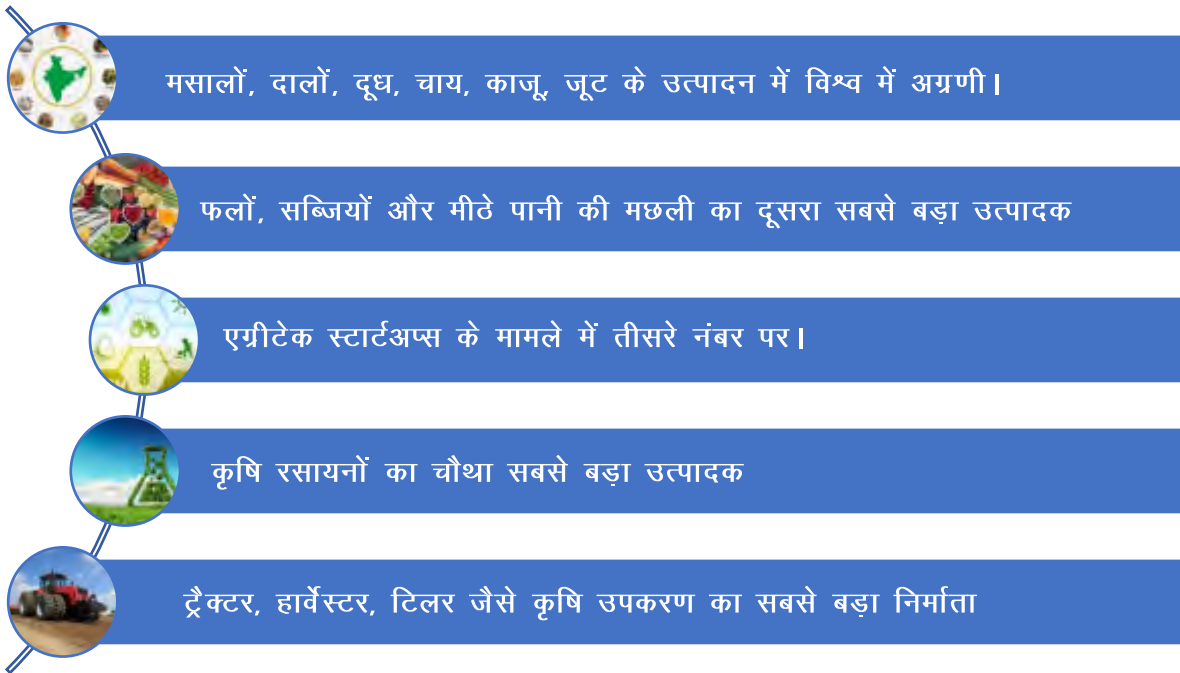 मसालों, दालों, दूध, चाय, काजू, जूट के उत्पादन में विश्व में अग्रणी।
फलों, सब्जियों और मीठे पानी की मछली का दूसरा सबसे बड़ा उत्पादक
एग्रीटेक स्टार्टअप्स के मामले में तीसरे नंबर पर।
कृषि रसायनों का चौथा सबसे बड़ा उत्पादक
ट्रैक्टर, हार्वेस्टर, टिलर जैसे कृषि उपकरण का सबसे बड़ा निर्माता